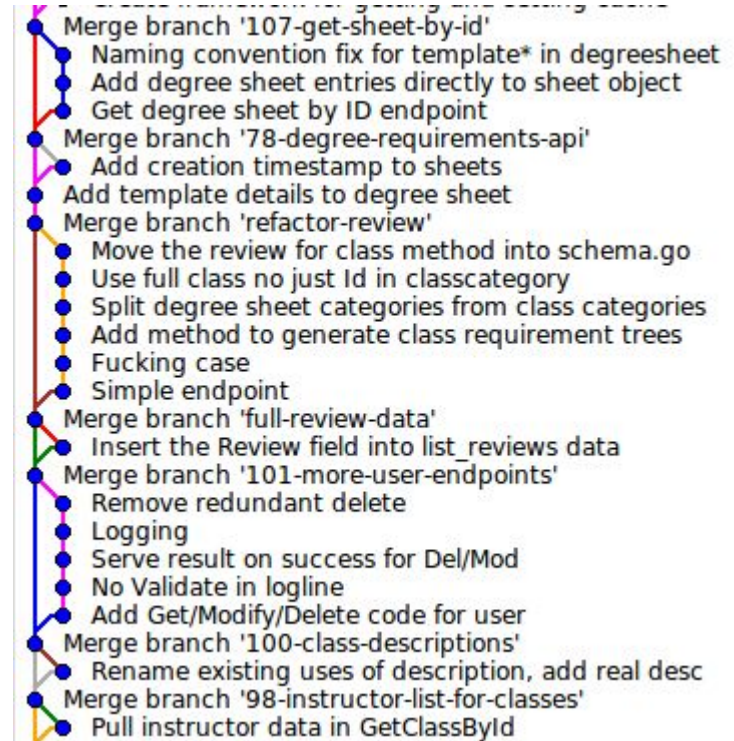 Create framework for getting and setting cache
Merge branch '107-get-sheet-by-id'
Naming convention fix for template* in degreesheet
Add degree sheet entries directly to sheet object
Get degree sheet by ID endpoint
Merge branch '78-degree-requirements-api'
Add creation timestamp to sheets
Add template details to degree sheet
Merge branch 'refactor-review'
Move the review for class method into schema.go
Use full class no just Id in classcategory
Split degree sheet categories from class categories
Add method to generate class requirement trees
Fucking case
Simple endpoint
Merge branch 'full-review-data'
Insert the Review field into list_reviews data
Merge branch '101-more-user-endpoints'
Remove redundant delete
Logging
Serve result on success for Del/Mod
No Validate in logline
Add Get/Modify/Delete code for user
Merge branch '100-class-descriptions'
Rename existing uses of description, add real desc
Merge branch '98-instructor-list-for-classes'
Pull instructor data in GetClassById